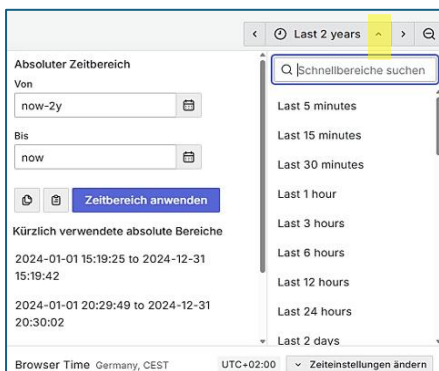 Last 2 years
Absoluter Zeitbereich
Von
now-2y
Bis
now
Zeitbereich anwenden
Kürzlich verwendete absolute Bereiche
2024-01-01 15:19:25 to 2024-12-31
15:19:42
2024-01-01 20:29:49 to 2024-12-31
20:30:02
Schnellbereiche suchen
Last 5 minutes
Last 15 minutes
Last 30 minutes
Last 1 hour
Last 3 hours
Last 6 hours
Last 12 hours
Last 24 hours
Last 2 days
Browser Time Germany, CEST UTC+02:00 Zeiteinstellungen ändern